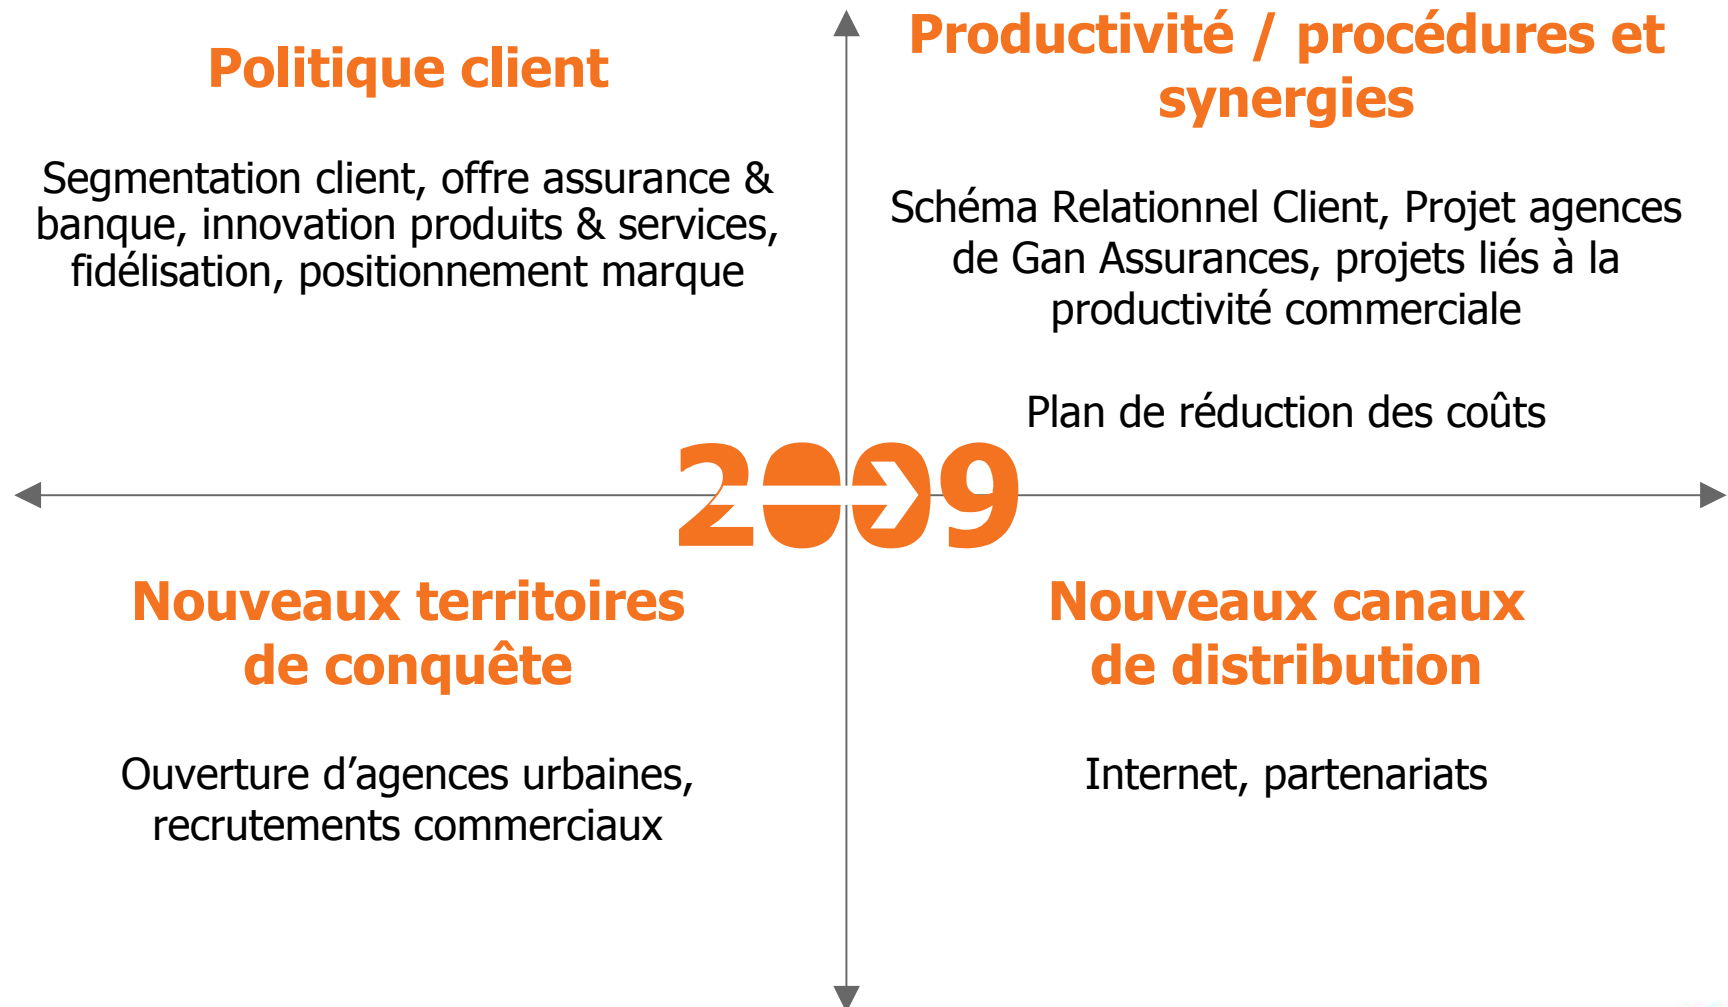 Politique client
Segmentation client, offre assurance &
banque, innovation produits & services,
fidélisation, positionnement marque
Productivité / procédures et
synergies
Schéma Relationnel Client, Projet agences
de Gan Assurances, projets liés à la
productivité commerciale
Plan de réduction des coûts
2009
Nouveaux territoires
de conquête
Ouverture d’agences urbaines,
recrutements commerciaux
Nouveaux canaux
de distribution
Internet, partenariats